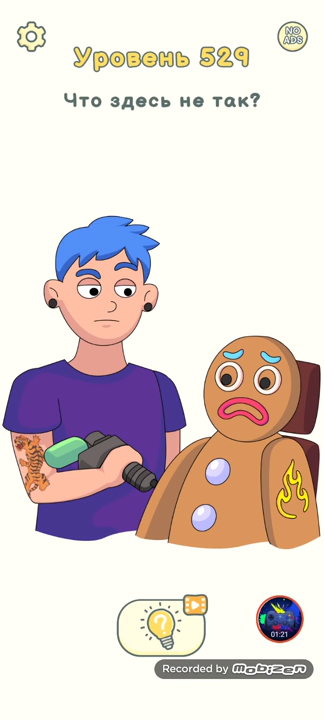 NO
ADS
Уровень 529
Что здесь не так?
01:21
Recorded by Mobizen